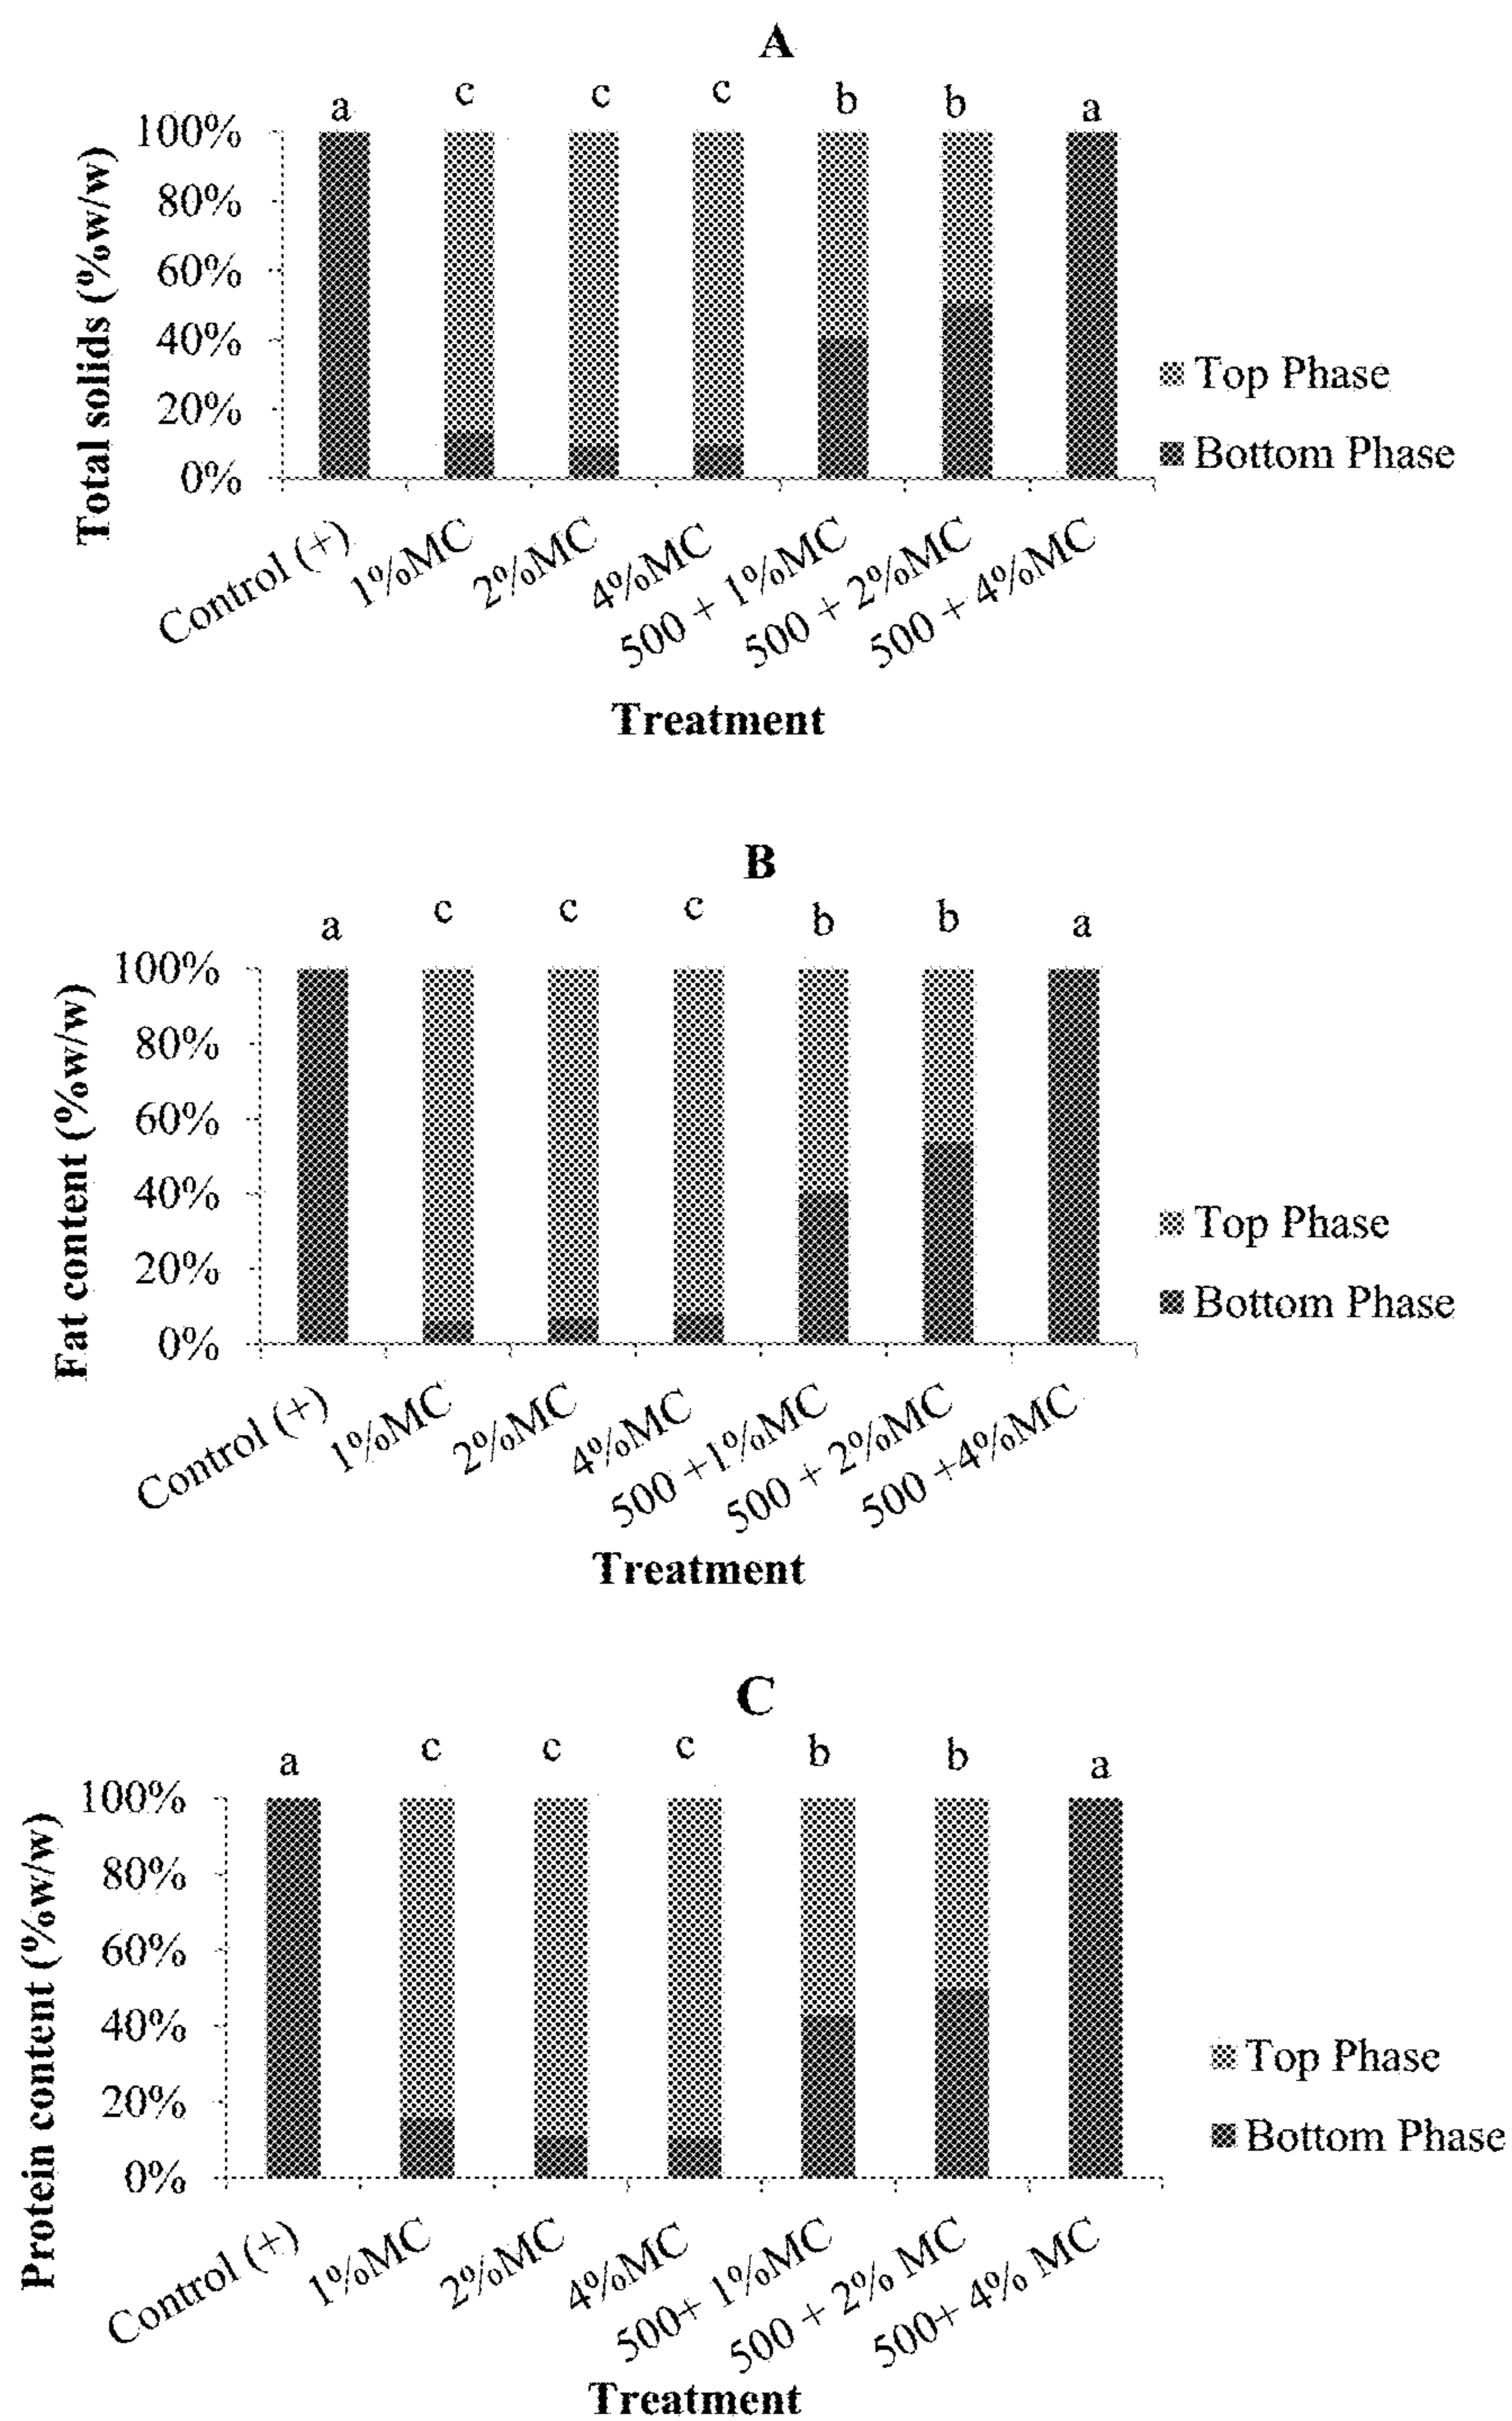 A
a c c c b b a
100%
80%
60%
40%
20%
0%
Total solids (%w/w)
Top Phase
Bottom Phase
Control (+) 1%MC 2%MC 4%MC 500 + 1%MC 500 + 2%MC 500 + 4%MC
Treatment
B
a c c c b b a
100%
80%
60%
40%
20%
0%
Fat content (%w/w)
Top Phase
Bottom Phase
Control (+) 1%MC 2%MC 4%MC 500 +1%MC 500 + 2%MC 500 +4%MC
Treatment
C
a c c c b b a
100%
80%
60%
40%
20%
0%
Protein content (%w/w)
Top Phase
Bottom Phase
Control (+) 1%MC 2%MC 4%MC 500+ 1%MC 500 + 2% MC 500+ 4% MC
Treatment